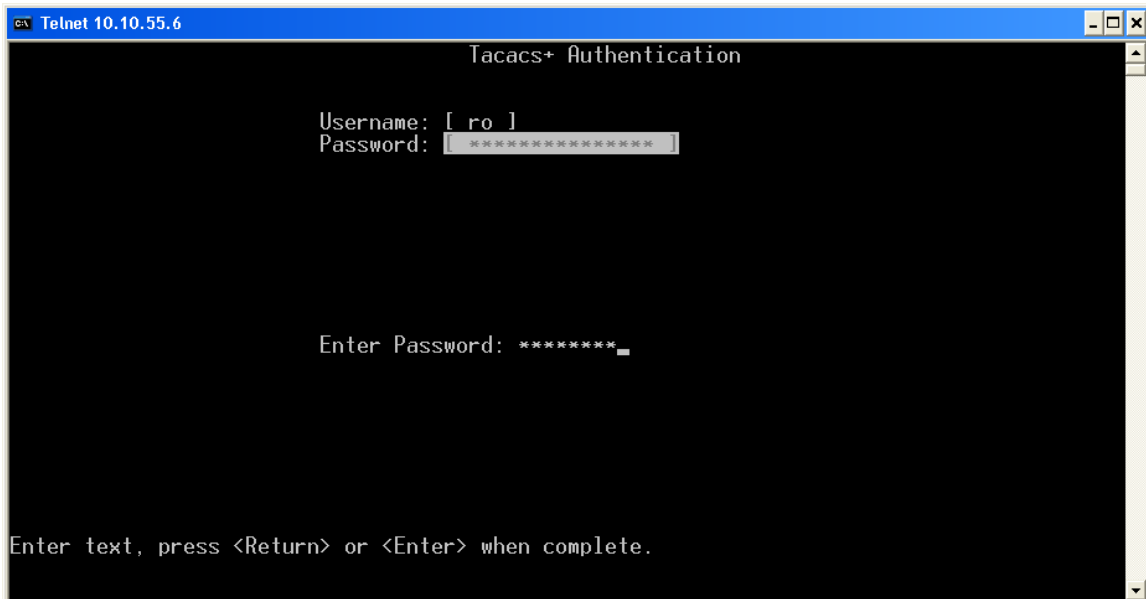 Telnet 10.10.55.6
Tacacs+ Authentication
Username: [ ro ]
Password: [ *************** ]
Enter Password: ********
Enter text, press <Return> or <Enter> when complete.